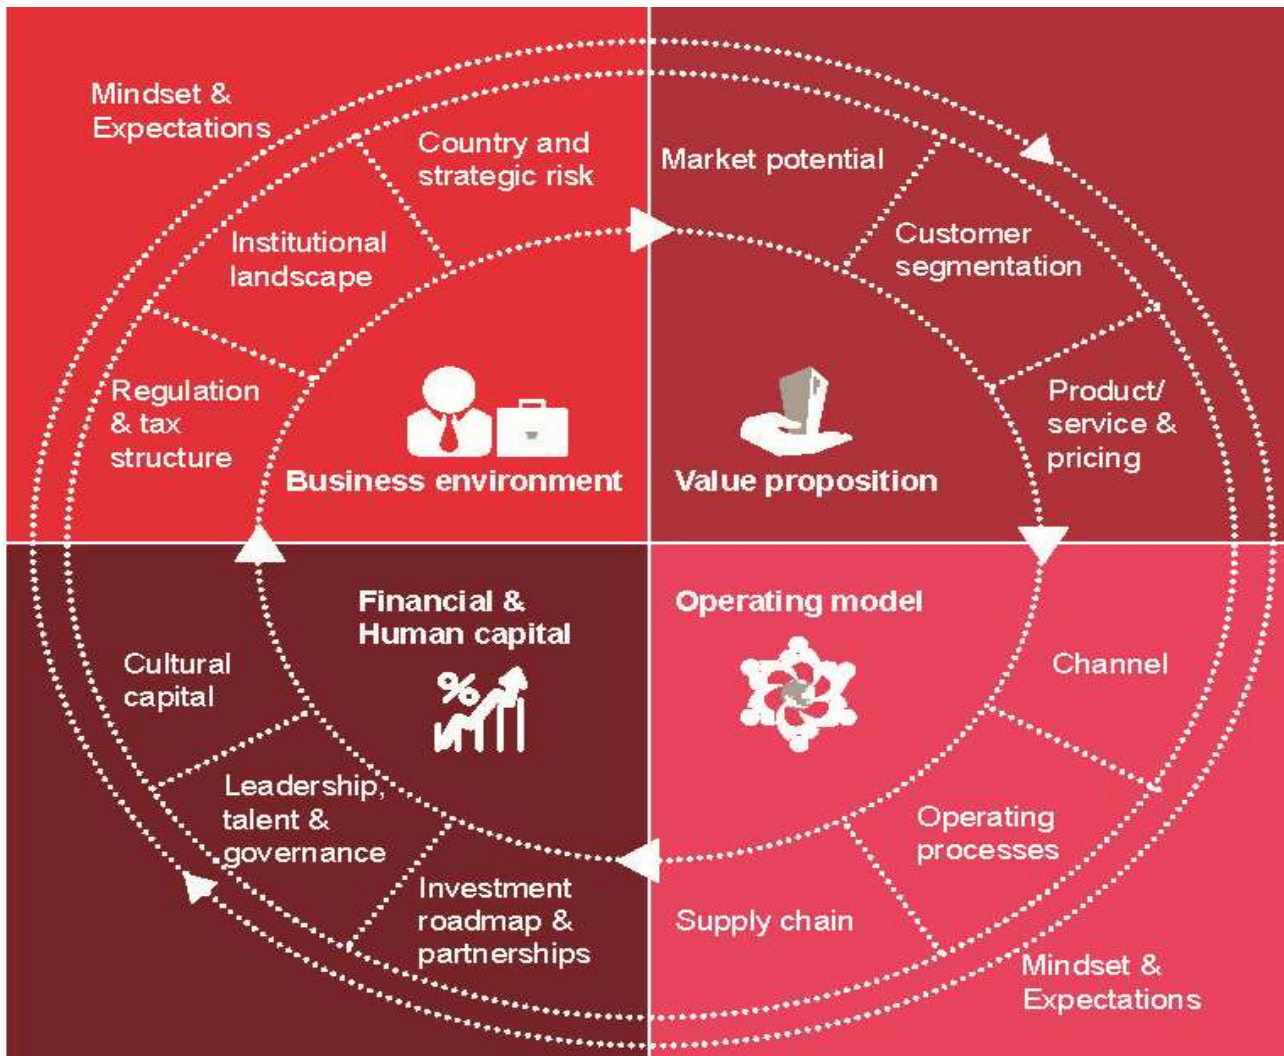 Mindset &
Expectations
Country and
strategic risk
Institutional
landscape
Regulation
& tax
structure
Business environment
Market potential
Customer
segmentation
Product/
service &
pricing
Value proposition
Financial &
Human capital
%
Cultural
capital
Leadership,
talent &
governance
Investment
roadmap &
partnerships
Operating model
Channel
Operating
processes
Supply chain
Mindset &
Expectations